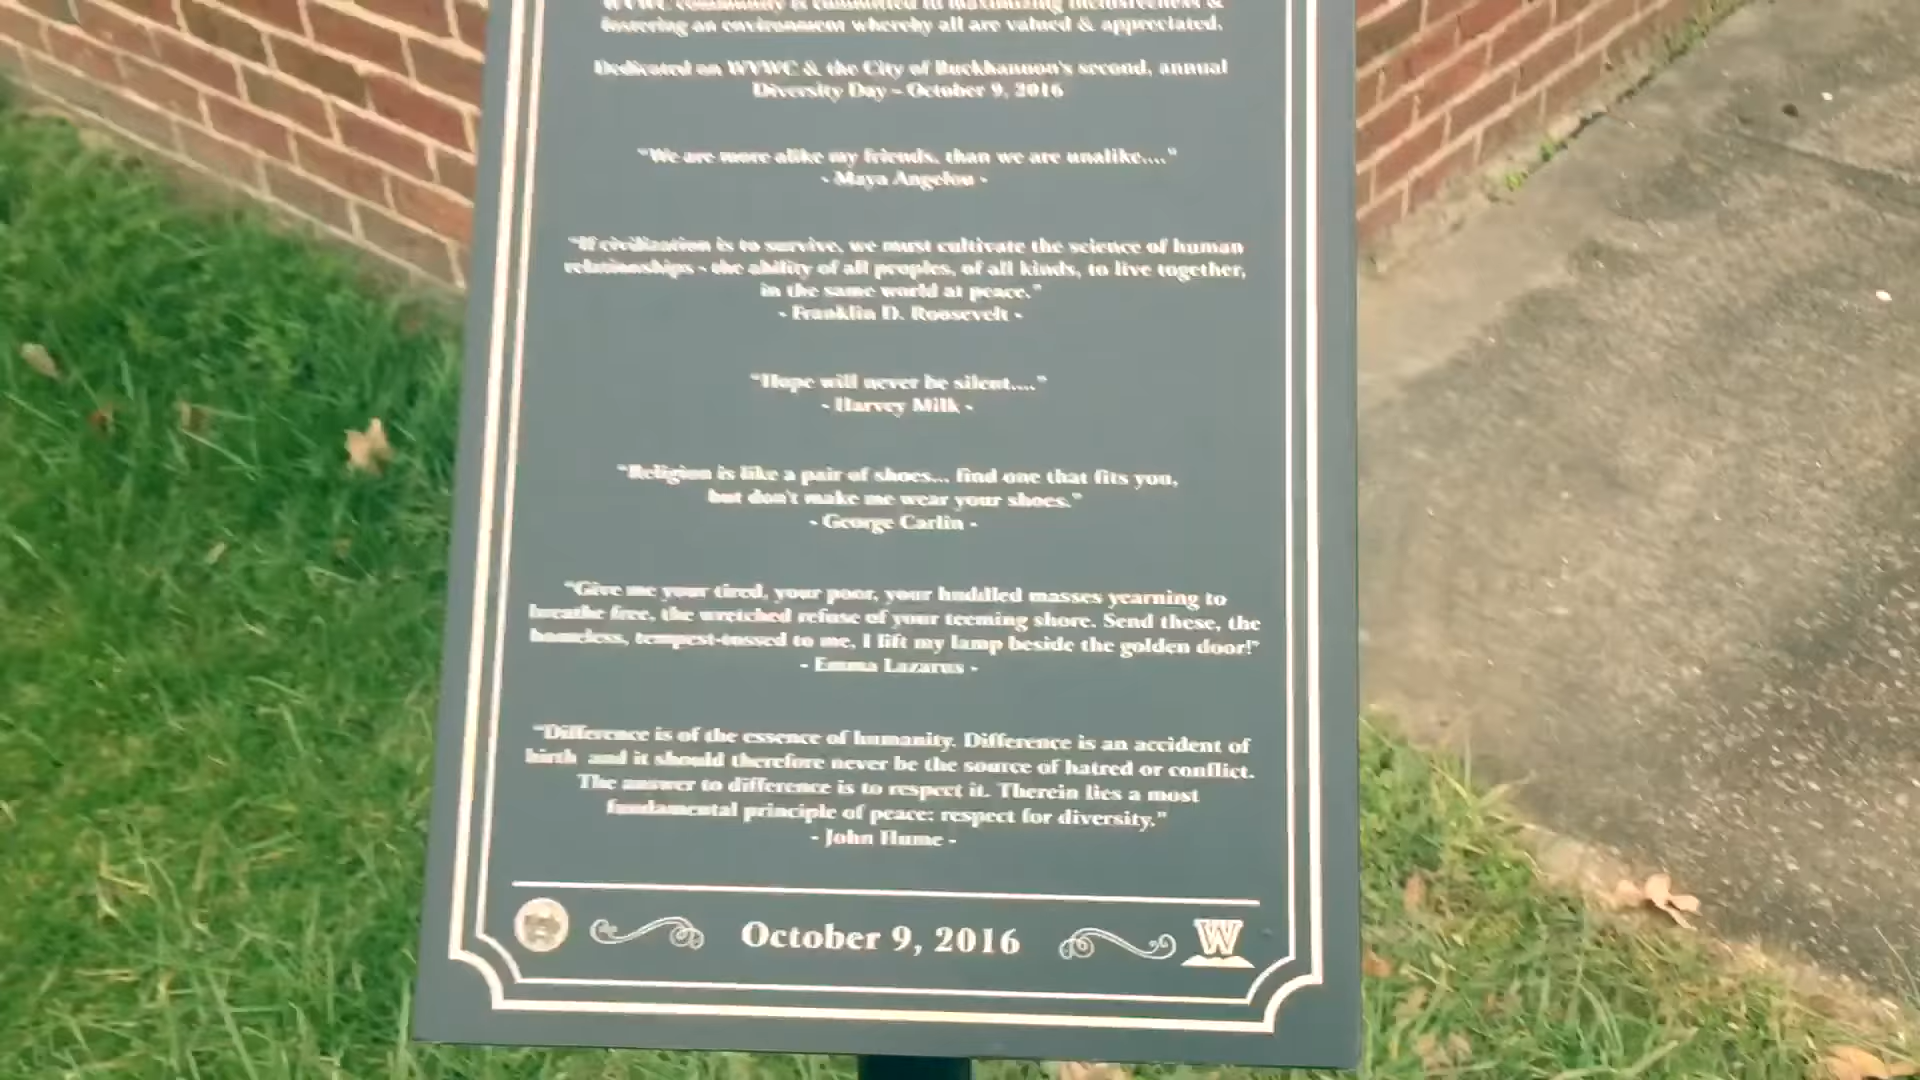 WVWC community is committed to maximizing inclusiveness &
fostering an environment whereby all are valued & appreciated.
Dedicated on WVWC & the City of Buckhannon's second, annual
Diversity Day - October 9, 2016
"We are more alike my friends, than we are unalike...."
- Maya Angelou -
"If civilization is to survive, we must cultivate the science of human
relationships - the ability of all peoples, of all kinds, to live together,
in the same world at peace."
- Franklin D. Roosevelt -
"Hope will never be silent...."
- Harvey Milk -
"Religion is like a pair of shoes... find one that fits you,
but don't make me wear your shoes."
- George Carlin -
"Give me your tired, your poor, your huddled masses yearning to
breathe free, the wretched refuse of your teeming shore. Send these, the
homeless, tempest-tossed to me, I lift my lamp beside the golden door!"
- Emma Lazarus -
"Difference is of the essence of humanity. Difference is an accident of
birth and it should therefore never be the source of hatred or conflict.
The answer to difference is to respect it. Therein lies a most
fundamental principle of peace: respect for diversity."
- John Hume -
October 9, 2016
W